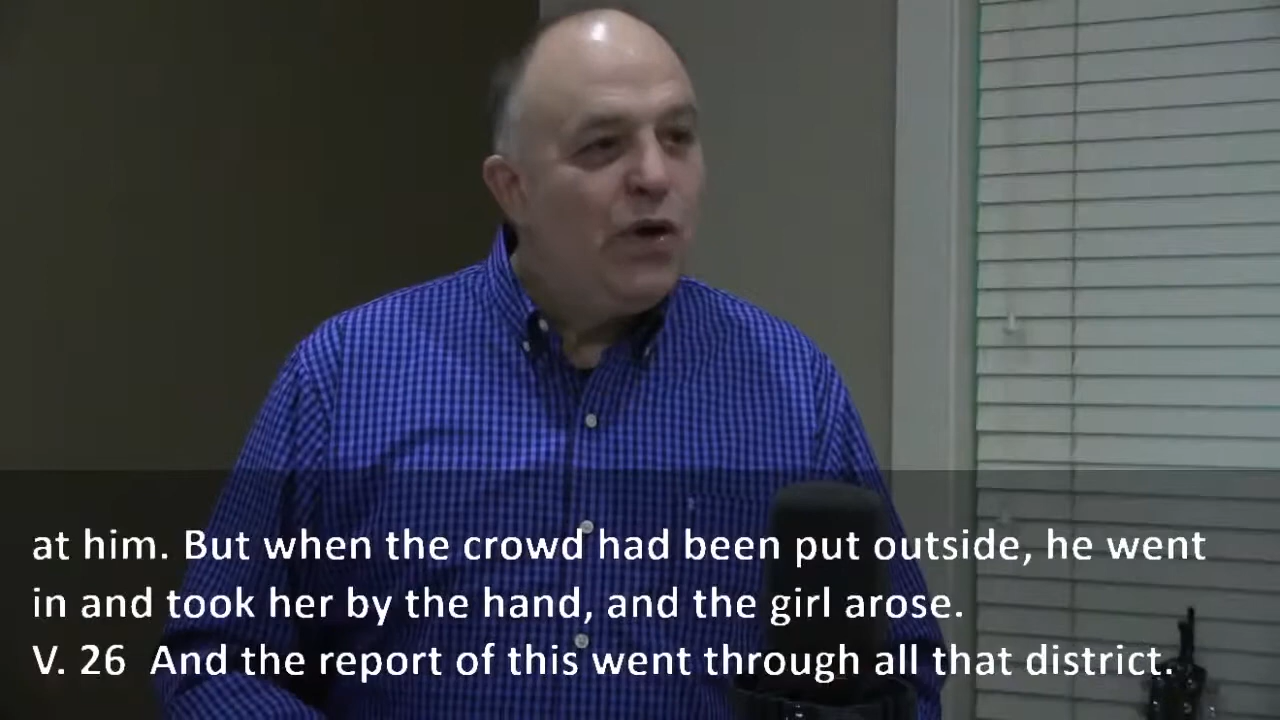 at him. But when the crowd had been put outside, he went
in and took her by the hand, and the girl arose.
V. 26  And the report of this went through all that district.